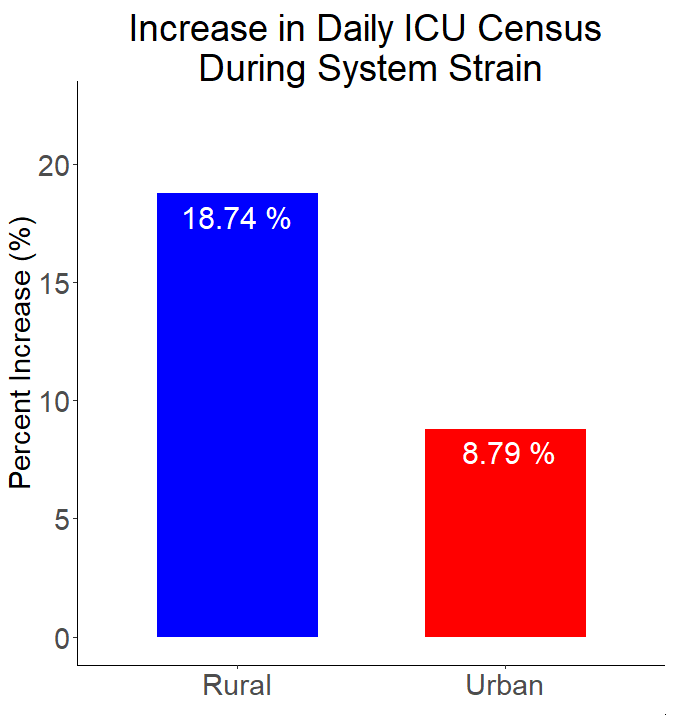 Increase in Daily ICU Census
During System Strain
Percent Increase (%)
20
15
10
5
0
18.74 %
8.79 %
Rural
Urban